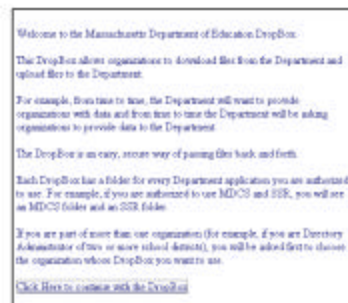 Welcome to the Massachusetts Department of Education DropBox.
This DropBox allows organizations to download files from the Department and
upload files to the Department.
For example, from time to time, the Department will want to provide
organizations with data and from time to time the Department will be asking
organizations to provide data to the Department.
The DropBox is an easy, secure way of passing files back and forth.
Each DropBox has a folder for every Department application you are authorized
to use. For example, if you are authorized to use MDCS and SSR, you will see
an MDCS folder and an SSR folder.
If you are part of more than one organization (for example, if you are Directory
Administrator of two or more school districts), you will be asked first to choose
the organization whose DropBox you want to use.
Click Here to continue with the DropBox